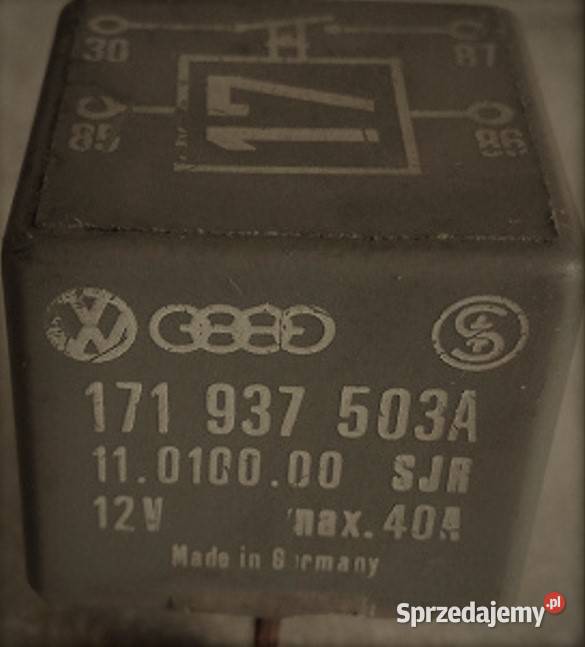 30 87
17
85 86
171 937 503A
11.0100.00 SJR
12V max. 40A
Made in Germany
Sprzedajemy.pl